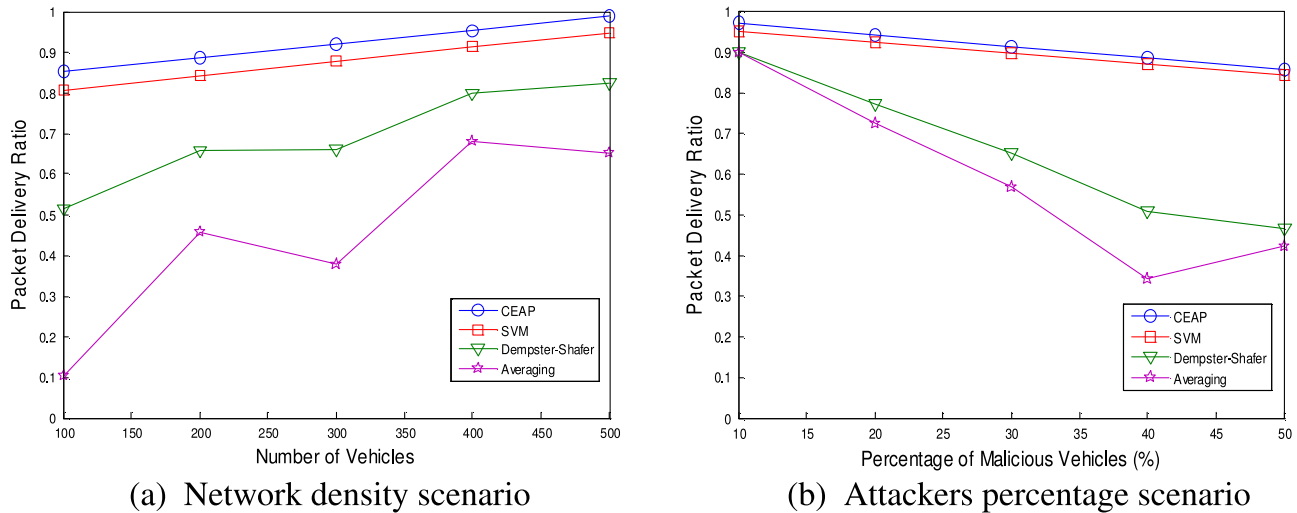 Packet Delivery Ratio
1
0.9
0.8
0.7
0.6
0.5
0.4
0.3
0.2
0.1
0
100 150 200 250 300 350 400 450 500
Number of Vehicles
CEAP
SVM
Dempster-Shafer
Averaging
(a) Network density scenario
Packet Delivery Ratio
1
0.9
0.8
0.7
0.6
0.5
0.4
0.3
0.2
0.1
0
10 15 20 25 30 35 40 45 50
Percentage of Malicious Vehicles (%)
CEAP
SVM
Dempster-Shafer
Averaging
(b) Attackers percentage scenario